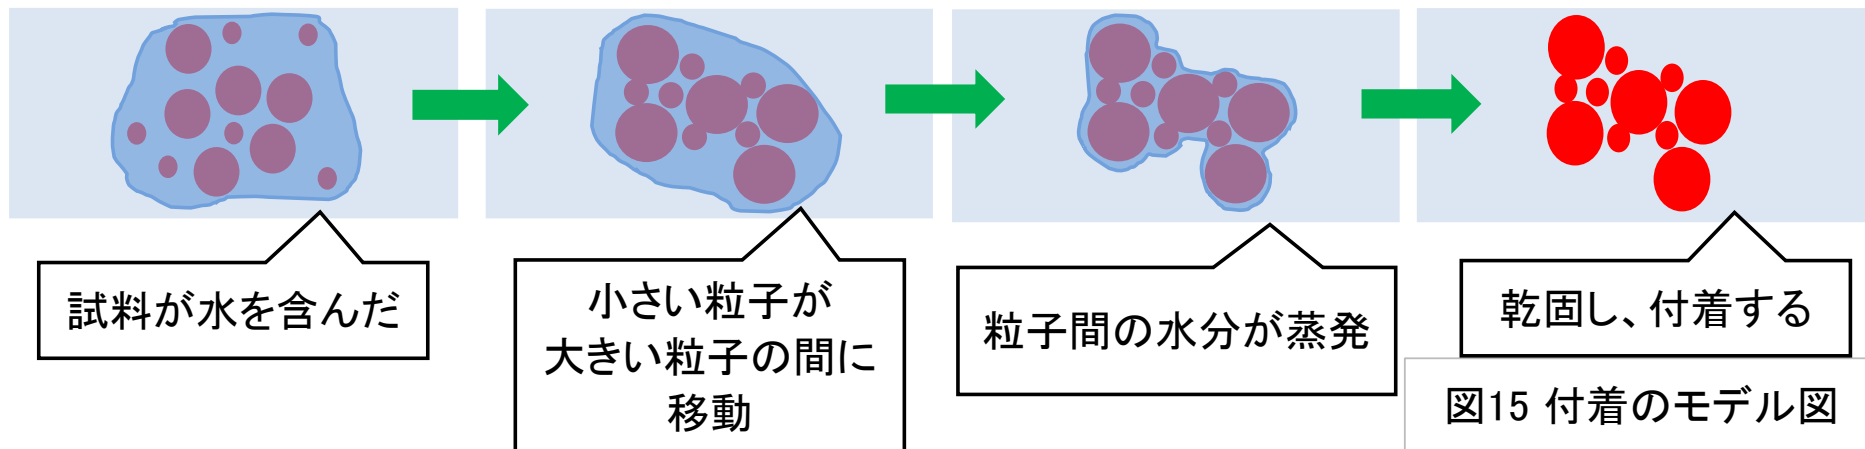 試料が水を含んだ
小さい粒子が
大きい粒子の間に
移動
粒子間の水分が蒸発
乾固し、付着する
図15 付着のモデル図